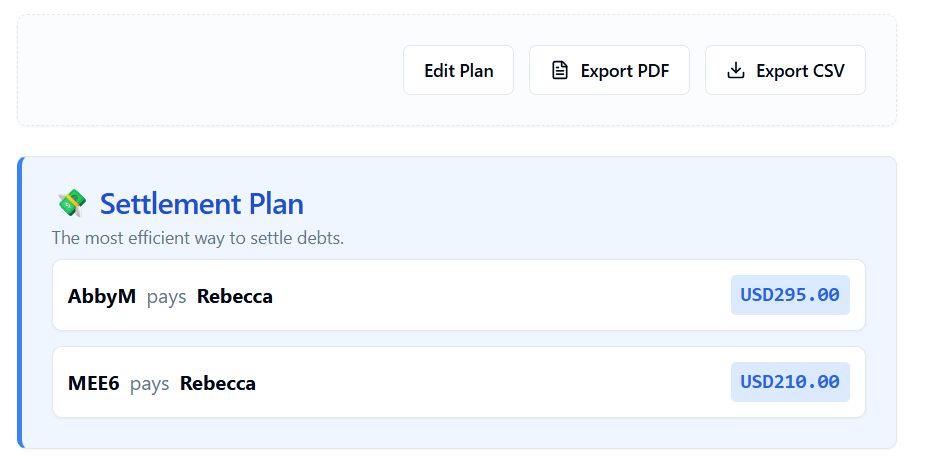 Edit Plan
Export PDF
Export CSV
💸 Settlement Plan
The most efficient way to settle debts.
AbbyM pays Rebecca
USD295.00
MEE6 pays Rebecca
USD210.00